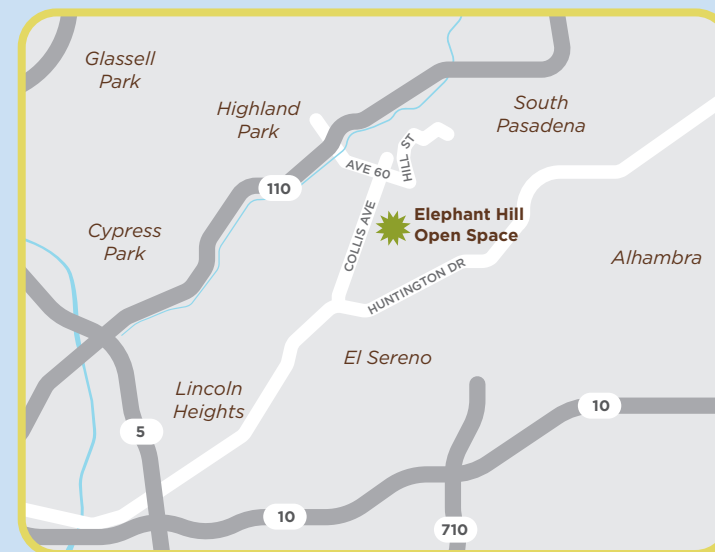 Glassell
Park
Highland
Park
South
Pasadena
AVE 60
HILL ST
110
COLLIS AVE
Elephant Hill
Open Space
Cypress
Park
Alhambra
HUNTINGTON DR
El Sereno
Lincoln
Heights
10
5
10
710